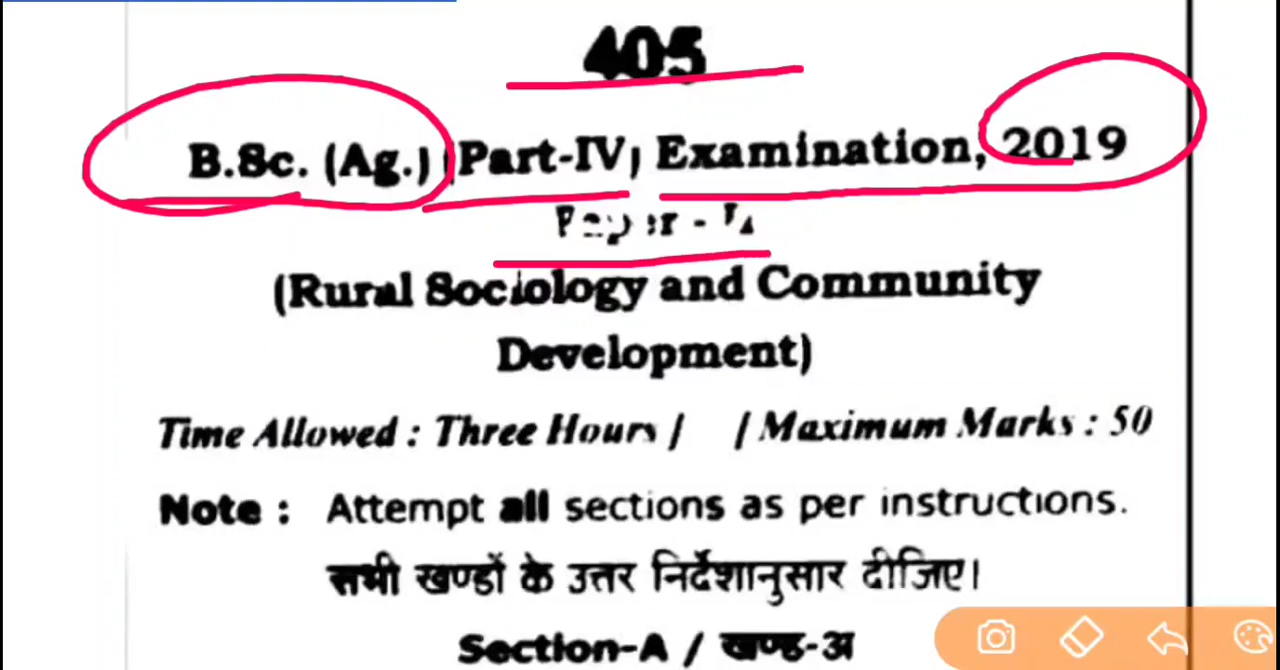 405
B.Sc. (Ag.) (Part-IV) Examination, 2019
Paper -
(Rural Sociology and Community
Development)
Time Allowed : Three Hours / / Maximum Marks : 50
Note : Attempt all sections as per instructions.
सभी खण्डों के उत्तर निर्देशानुसार दीजिए।
Section-A / खण्ड-अ